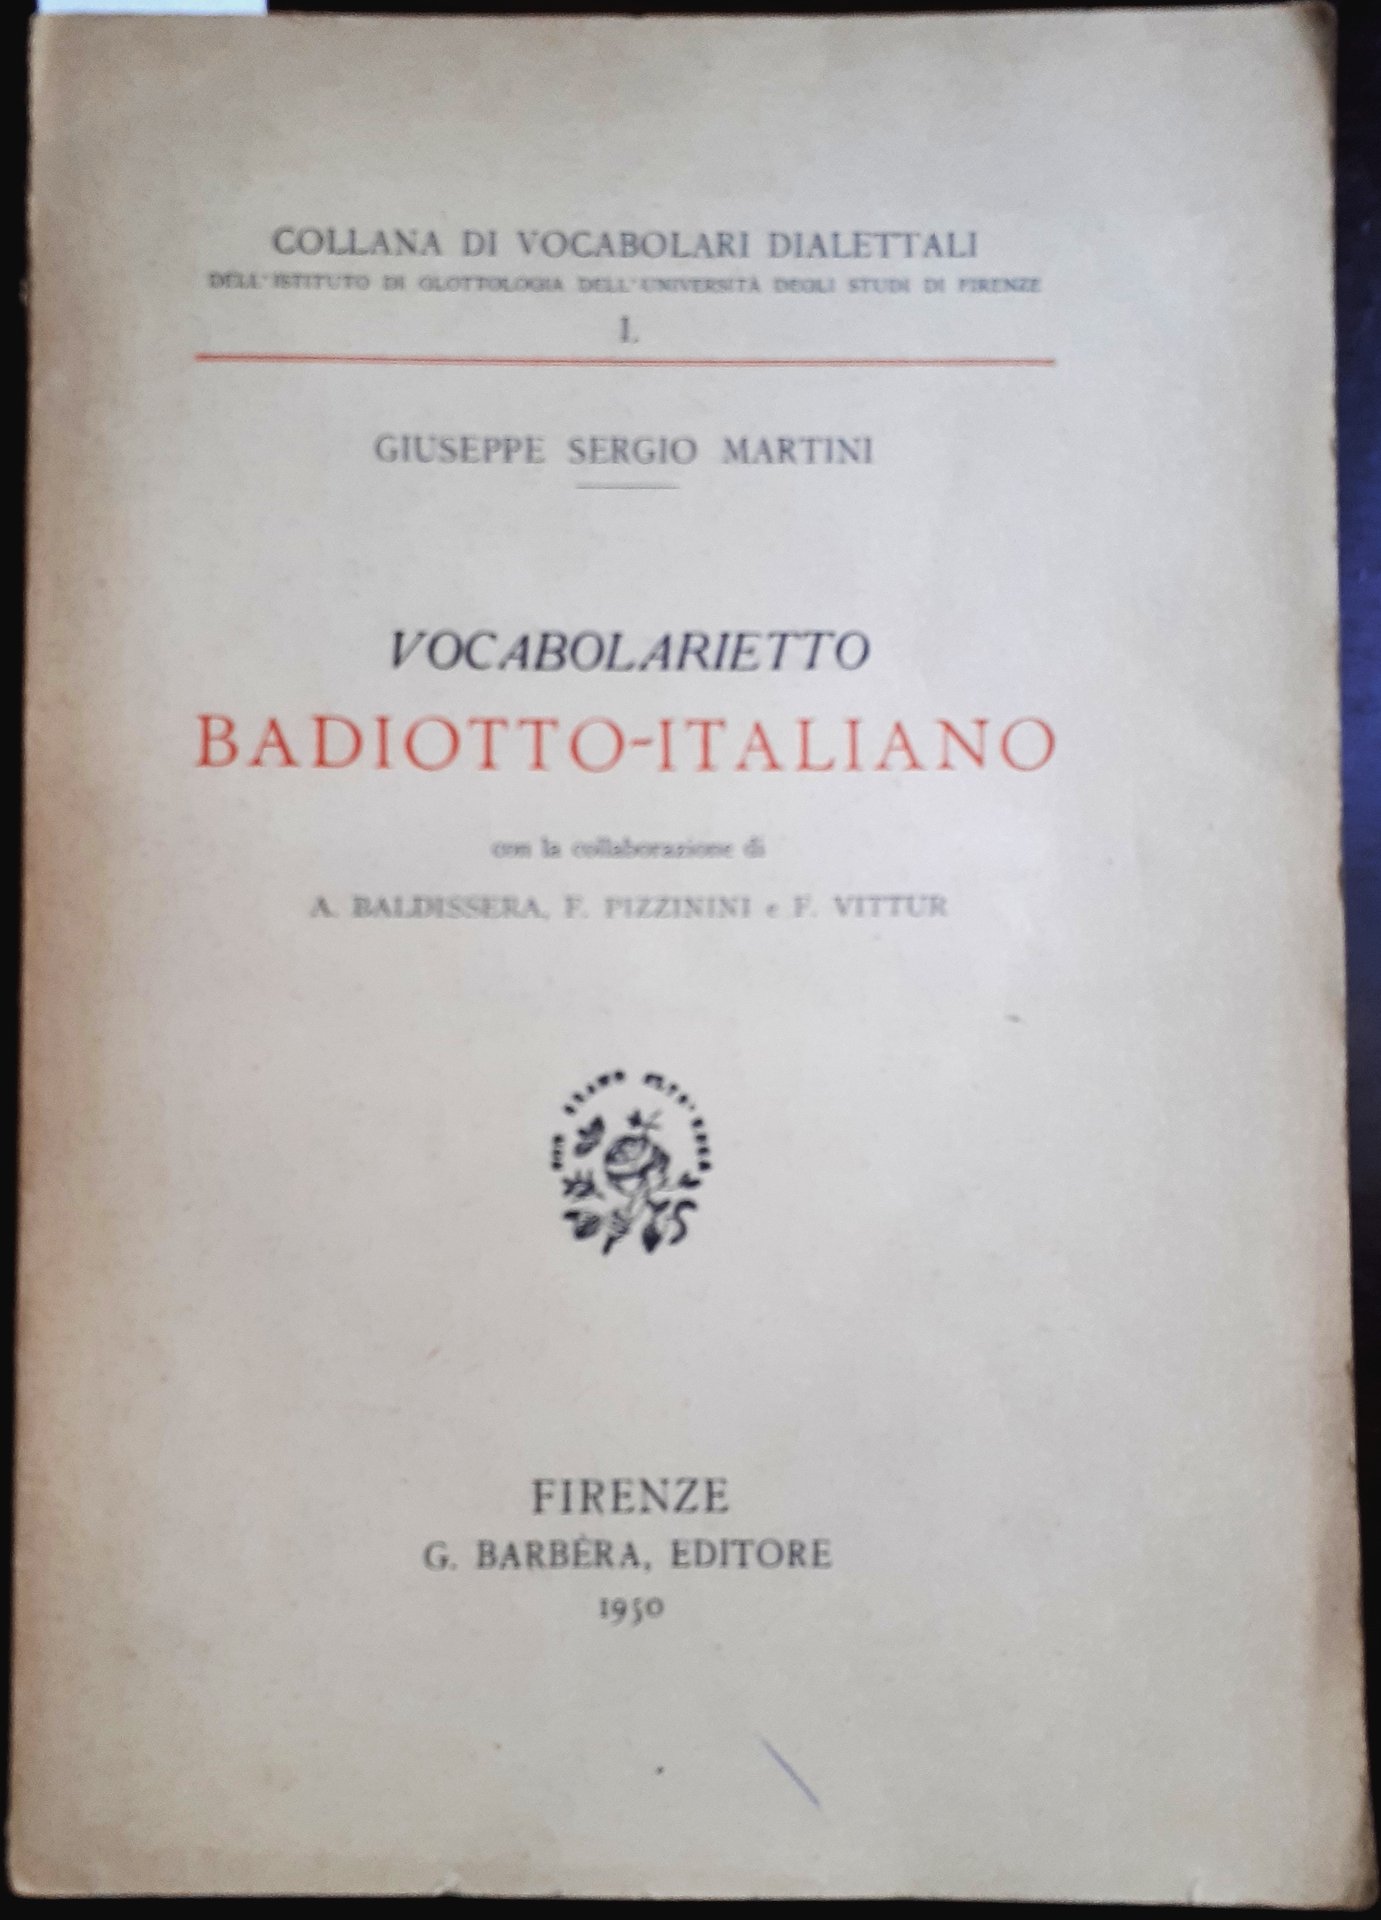 COLLANA DI VOCABOLARI DIALETTALI
DELL'ISTITUTO DI GLOTTOLOGIA DELL'UNIVERSITÀ DEGLI STUDI DI FIRENZE
I.
GIUSEPPE SERGIO MARTINI
VOCABOLARIETTO
BADIOTTO-ITALIANO
con la collaborazione di
A. BALDISSERA, F. PIZZININI e F. VITTUR
FIRENZE
G. BARBÈRA, EDITORE
1950